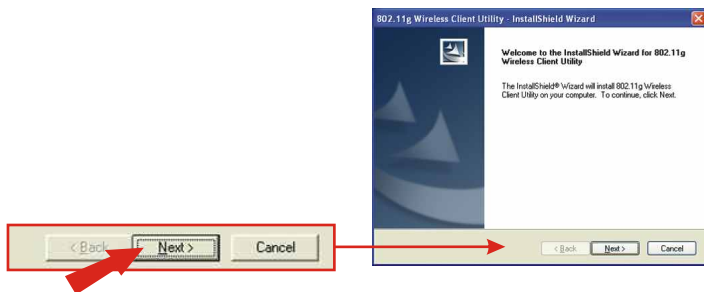 802.11g Wireless Client Utility - InstallShield Wizard
Welcome to the InstallShield Wizard for 802.11g
Wireless Client Utility
The InstallShield® Wizard will install 802.11g Wireless
Client Utility on your computer. To continue, click Next.
< Back Next > Cancel
< Back Next > Cancel